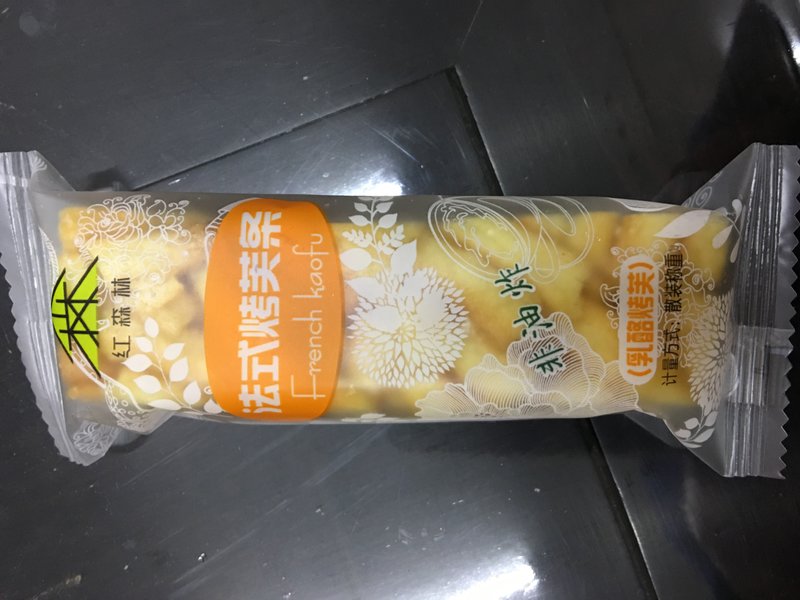 林
红森林
法式烤芙条
French kaofu
非油炸
(乳酪烤芙)
计量方式：散装称重